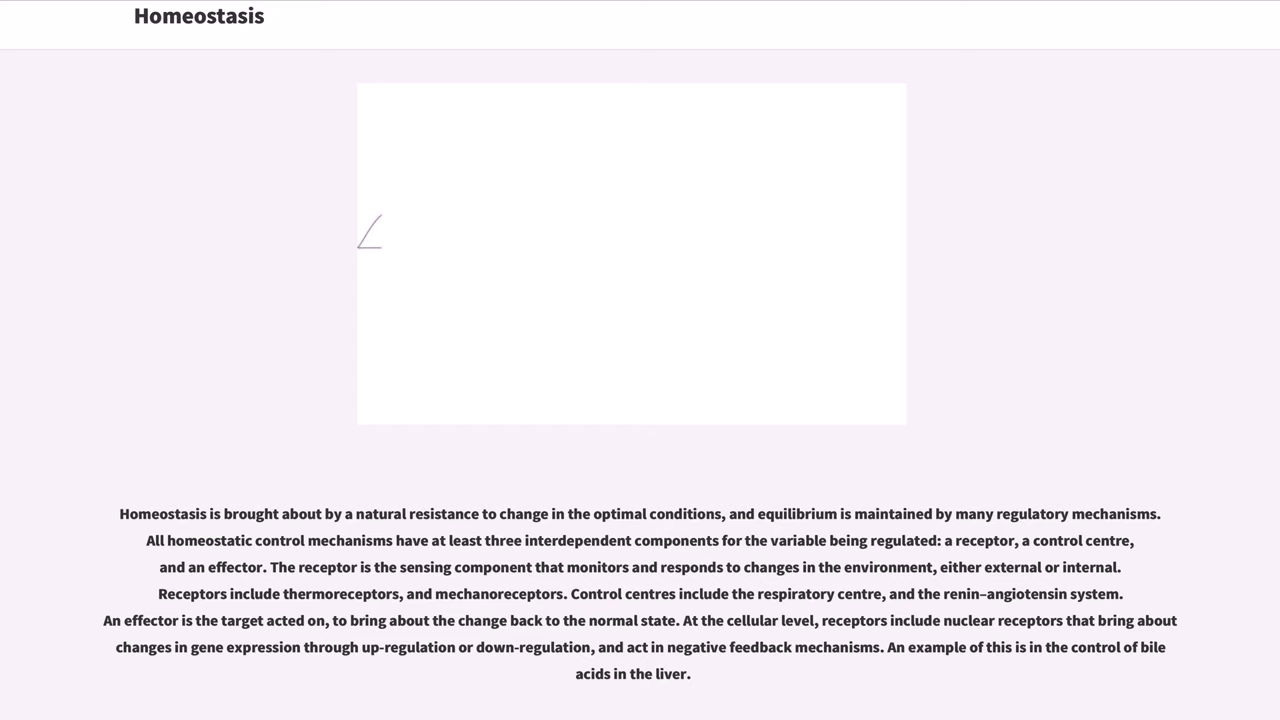 Homeostasis
Homeostasis is brought about by a natural resistance to change in the optimal conditions, and equilibrium is maintained by many regulatory mechanisms.
All homeostatic control mechanisms have at least three interdependent components for the variable being regulated: a receptor, a control centre,
and an effector. The receptor is the sensing component that monitors and responds to changes in the environment, either external or internal.
Receptors include thermoreceptors, and mechanoreceptors. Control centres include the respiratory centre, and the renin–angiotensin system.
An effector is the target acted on, to bring about the change back to the normal state. At the cellular level, receptors include nuclear receptors that bring about
changes in gene expression through up-regulation or down-regulation, and act in negative feedback mechanisms. An example of this is in the control of bile
acids in the liver.